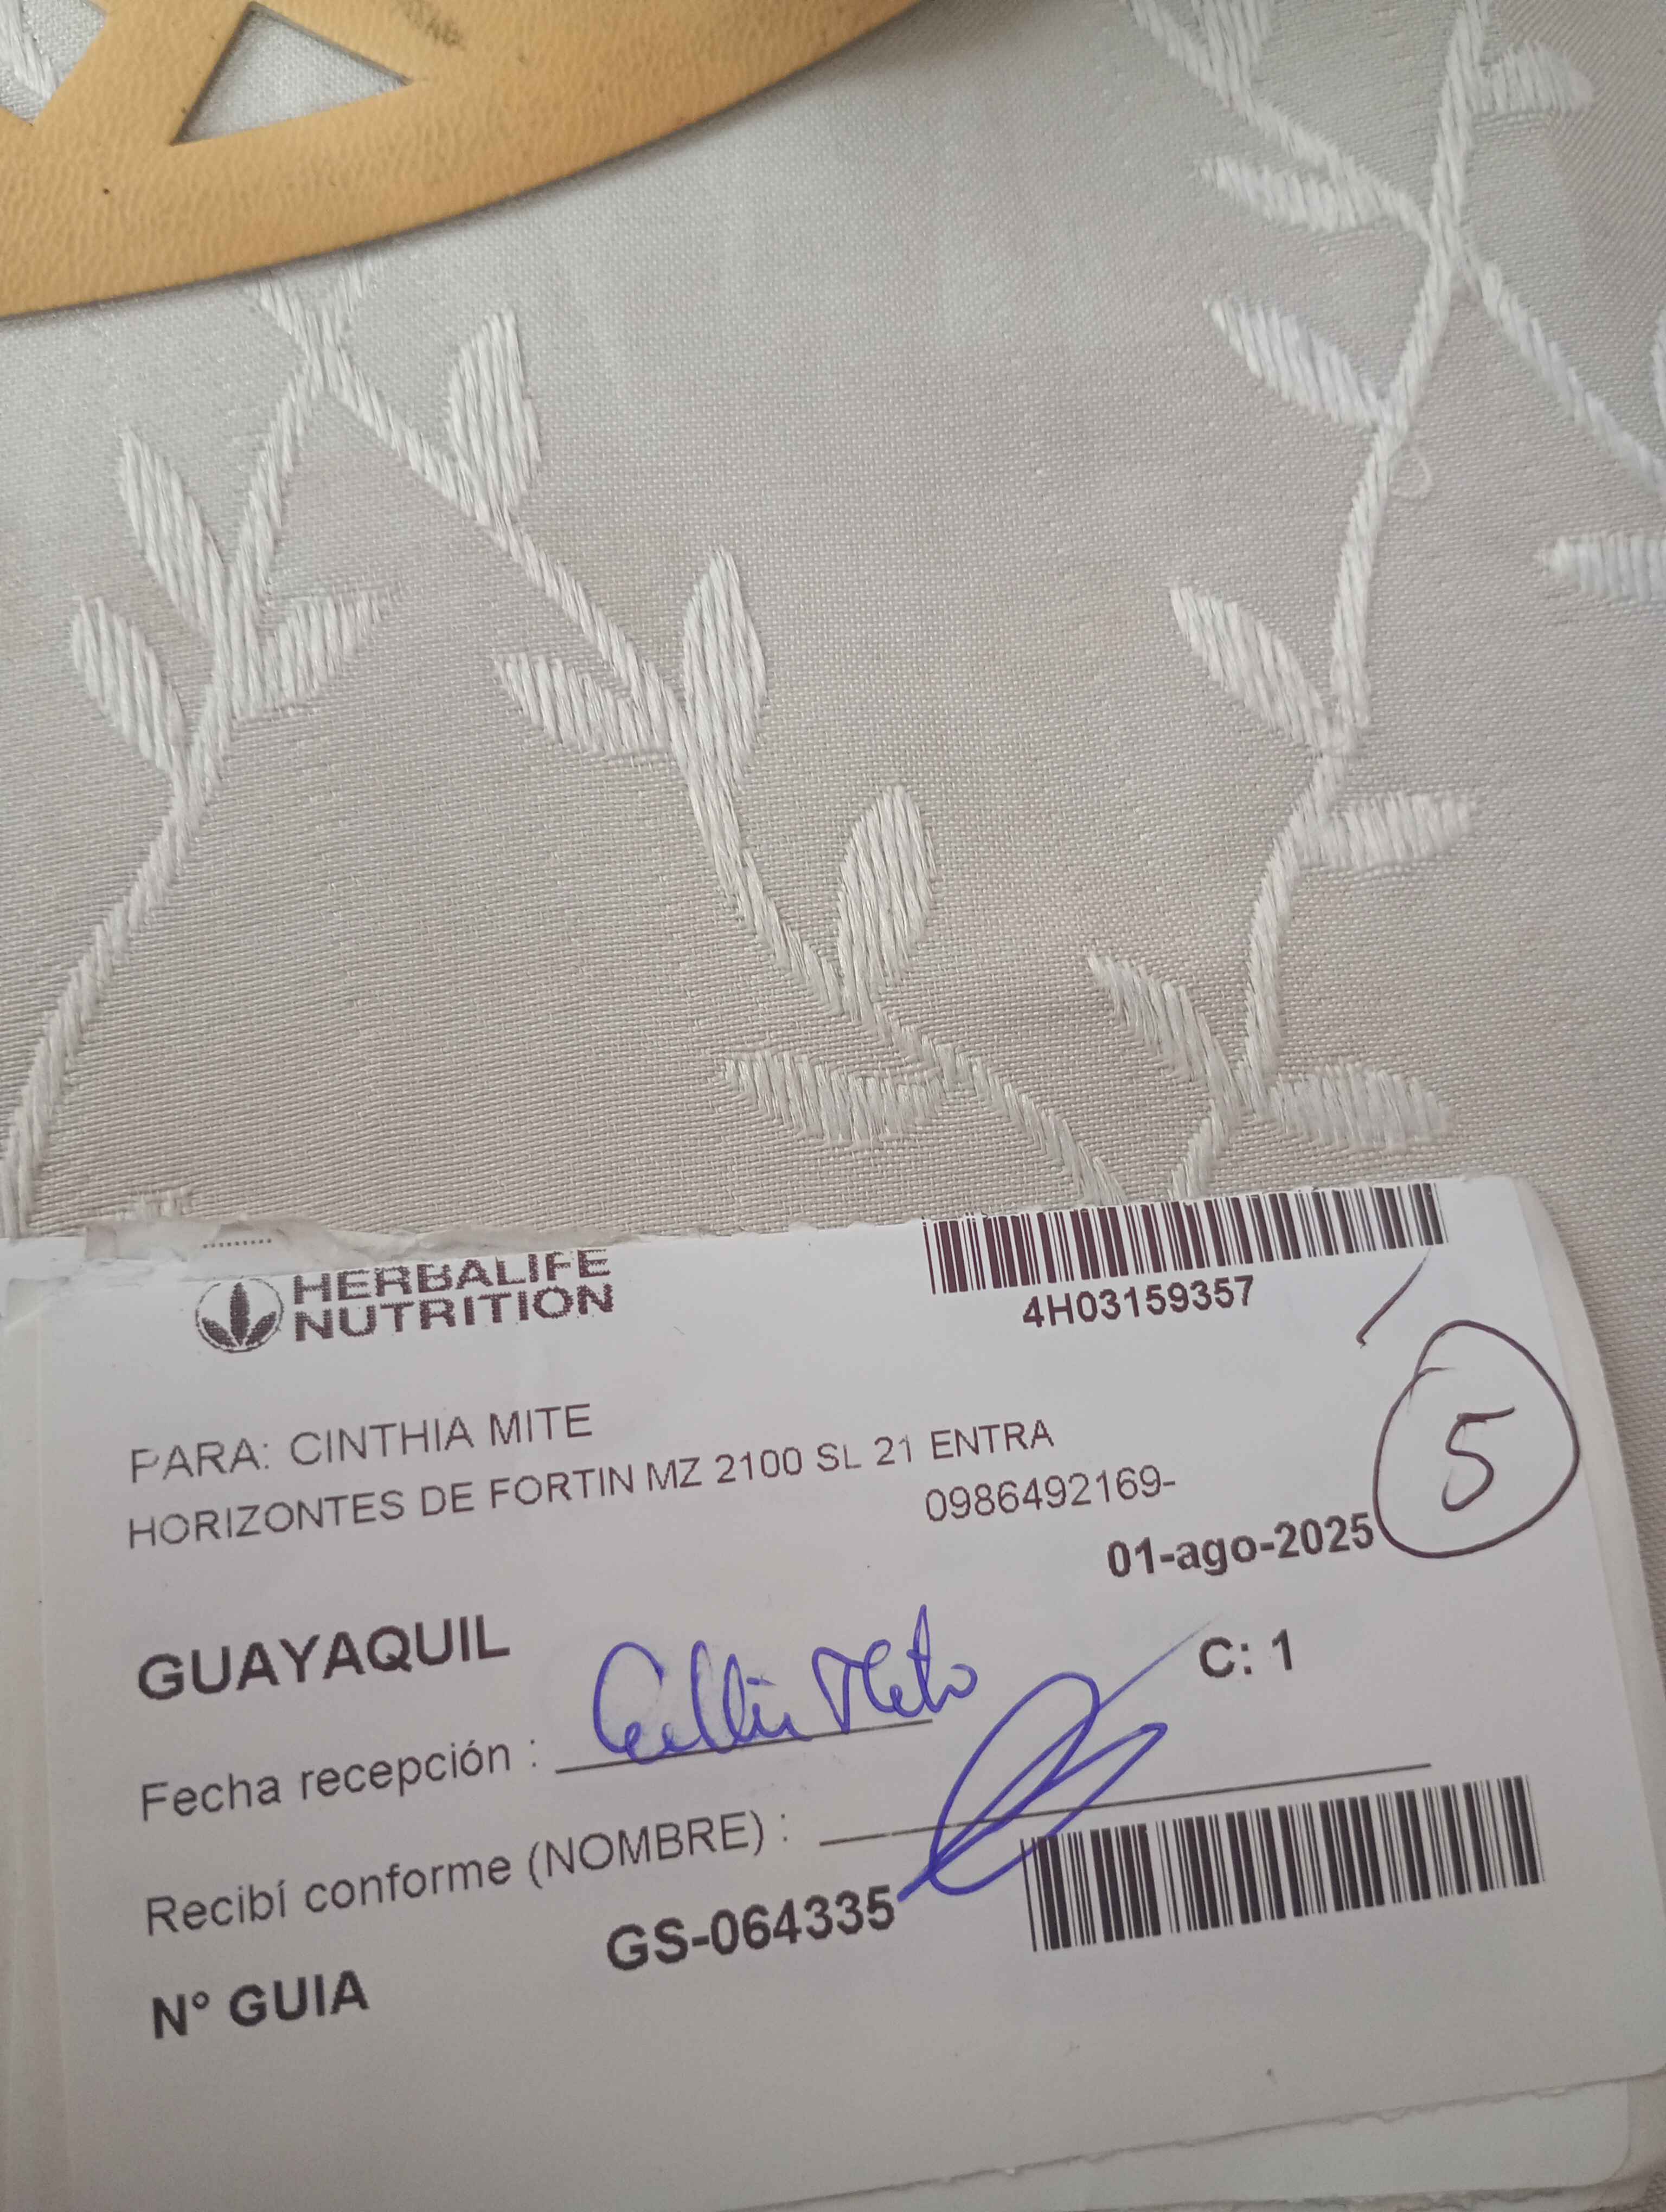 HERBALIFE
NUTRITION
4H03159357
5
PARA: CINTHIA MITE
HORIZONTES DE FORTIN MZ 2100 SL 21 ENTRA
0986492169-
01-ago-2025
GUAYAQUIL
C: 1
Fecha recepción :
Recibí conforme (NOMBRE) :
N° GUIA GS-064335